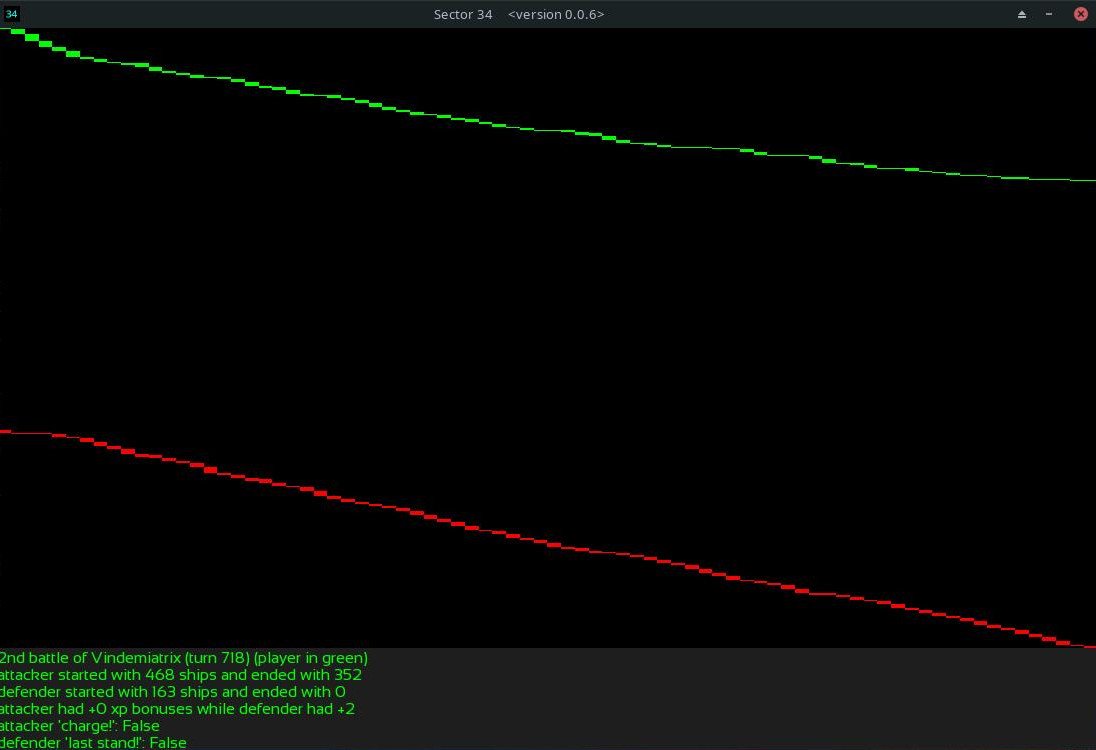 34
Sector 34 <version 0.0.6>
2nd battle of Vindemiatrix (turn 718) (player in green)
attacker started with 468 ships and ended with 352
defender started with 163 ships and ended with 0
attacker had +0 xp bonuses while defender had +2
attacker 'charge!': False
defender 'last stand!': False